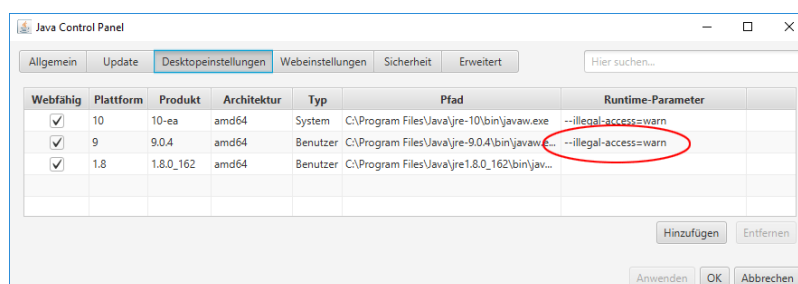 Java Control Panel
Allgemein Update Desktopeinstellungen Webeinstellungen Sicherheit Erweitert Hier suchen...
Webfähig Plattform Produkt Architektur Typ Pfad Runtime-Parameter
10 10-ea amd64 System C:\Program Files\Java\jre-10\bin\javaw.exe --illegal-access=warn
9 9.0.4 amd64 Benutzer C:\Program Files\Java\jre-9.0.4\bin\javaw.e... --illegal-access=warn
1.8 1.8.0_162 amd64 Benutzer C:\Program Files\Java\jre1.8.0_162\bin\jav...
Hinzufügen Entfernen
Anwenden OK Abbrechen